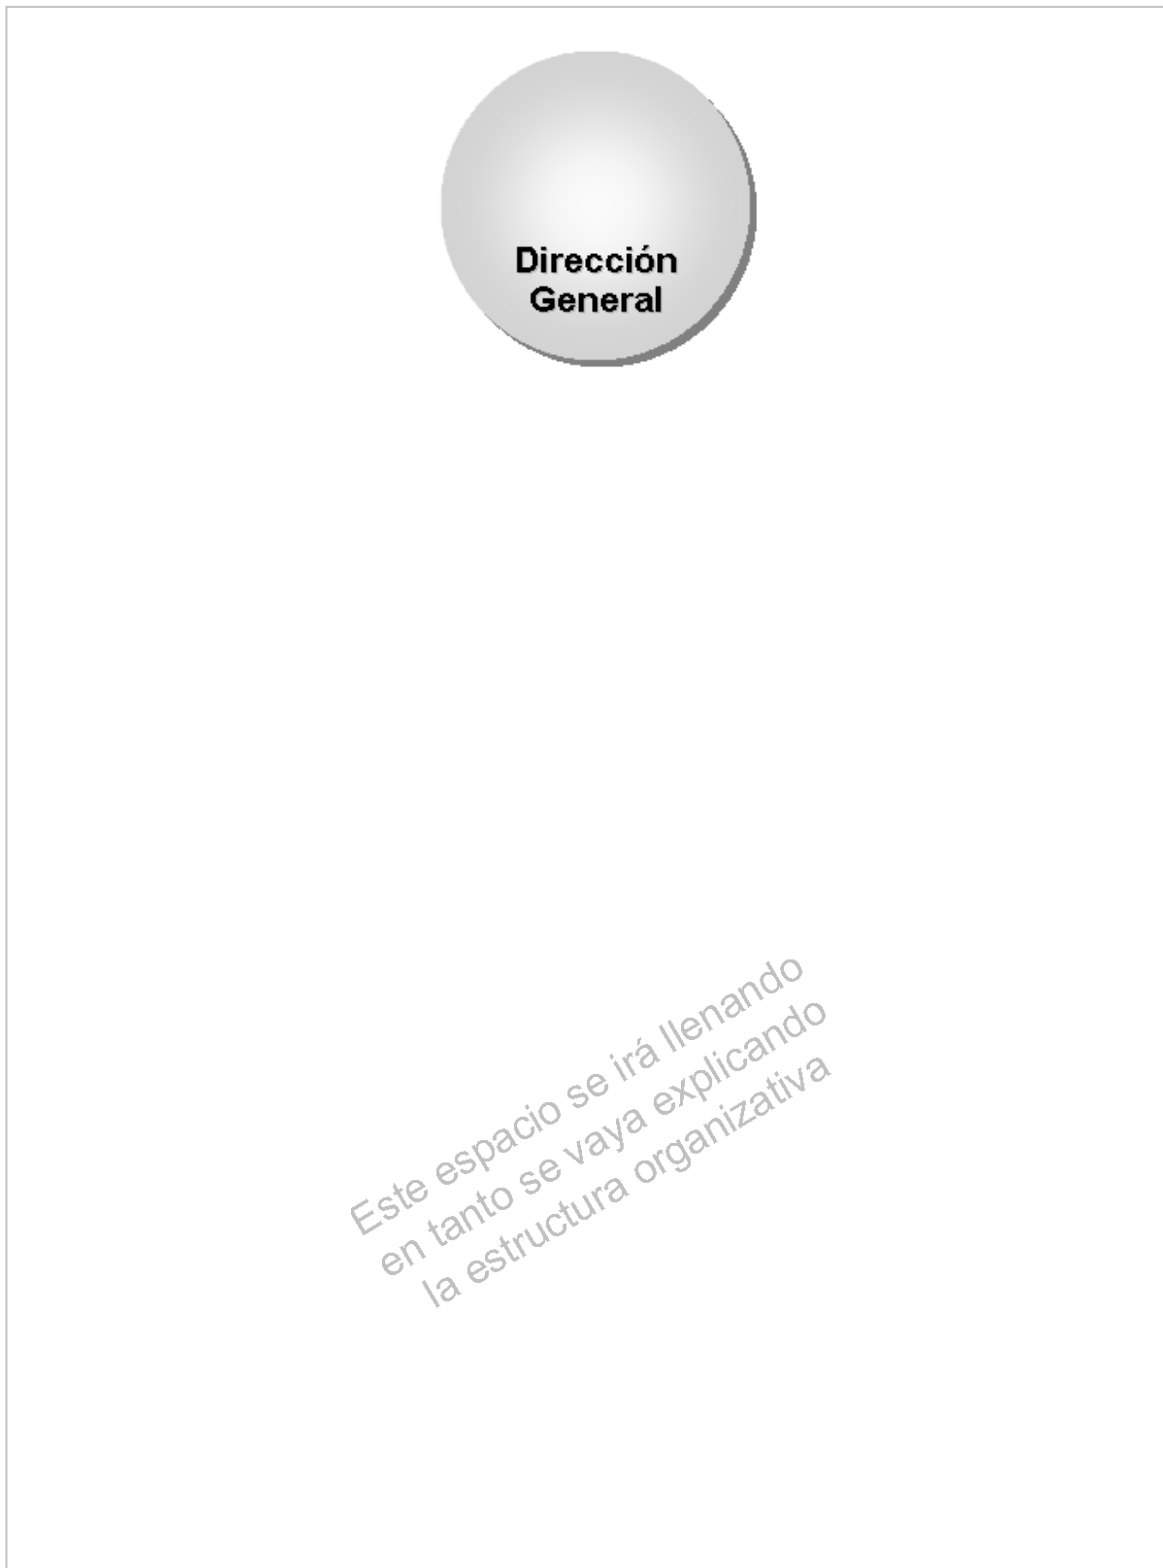 Dirección
General
Este espacio se irá llenando
en tanto se vaya explicando
la estructura organizativa